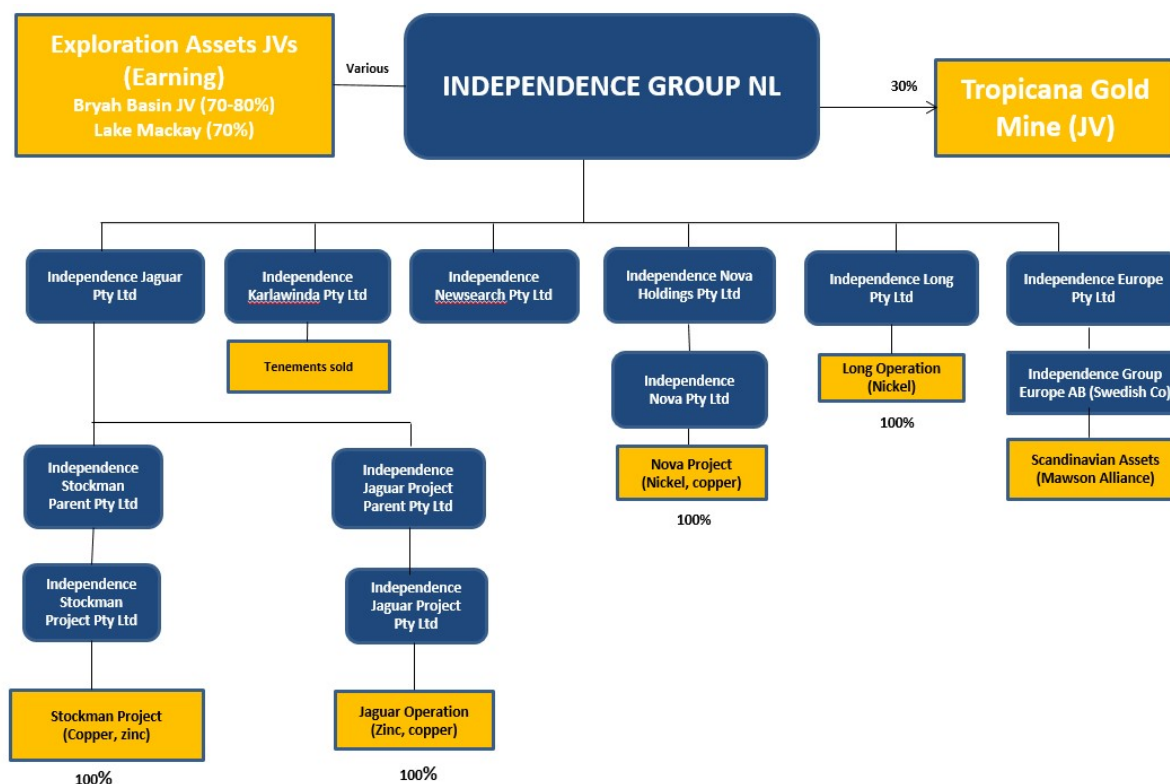 Exploration Assets JVs
(Earning)
Bryah Basin JV (70-80%)
Lake Mackay (70%)
Various
INDEPENDENCE GROUP NL
30%
Tropicana Gold
Mine (JV)
Independence Jaguar
Pty Ltd
Independence
Karlawinda Pty Ltd
Independence
Newsearch Pty Ltd
Independence Nova
Holdings Pty Ltd
Independence Long
Pty Ltd
Independence Europe
Pty Ltd
Tenements sold
Independence
Nova Pty Ltd
Long Operation
(Nickel)
100%
Independence Group
Europe AB (Swedish Co)
Independence
Stockman
Parent Pty Ltd
Independence
Jaguar Project
Parent Pty Ltd
Nova Project
(Nickel, copper)
100%
Scandinavian Assets
(Mawson Alliance)
Independence
Stockman
Project Pty Ltd
Independence
Jaguar Project
Pty Ltd
Stockman Project
(Copper, zinc)
100%
Jaguar Operation
(Zinc, copper)
100%